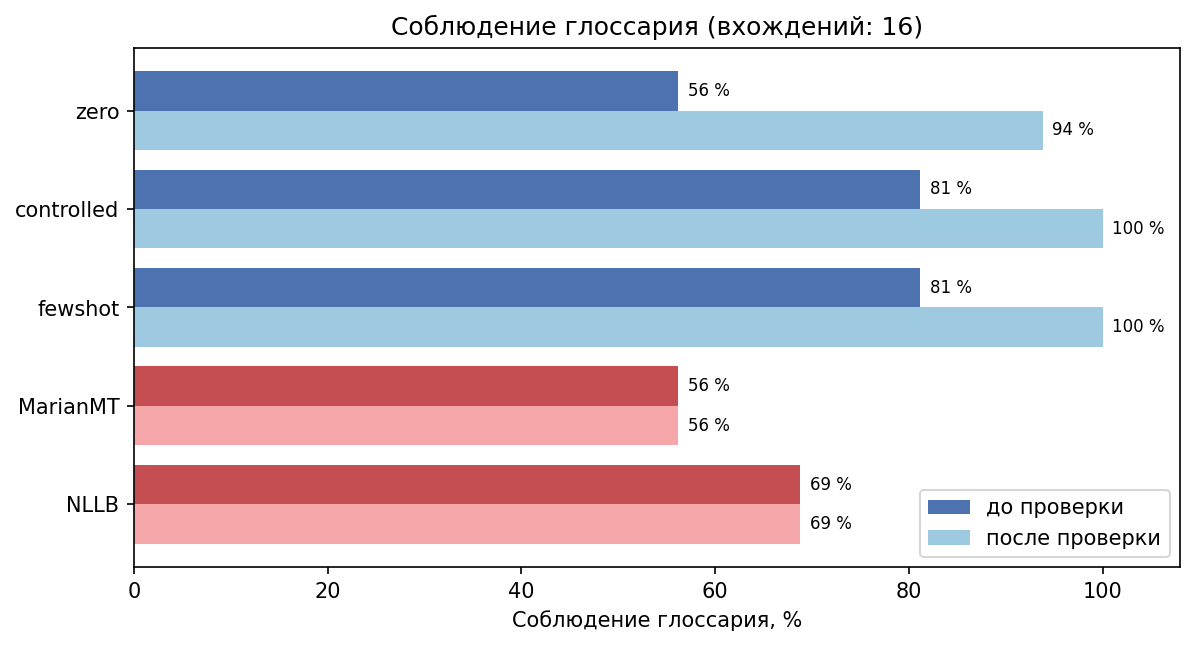 Соблюдение глоссария (вхождений: 16)
zero
56 %
94 %
controlled
81 %
100 %
fewshot
81 %
100 %
MarianMT
56 %
56 %
NLLB
69 %
69 %
до проверки
после проверки
0 20 40 60 80 100
Соблюдение глоссария, %